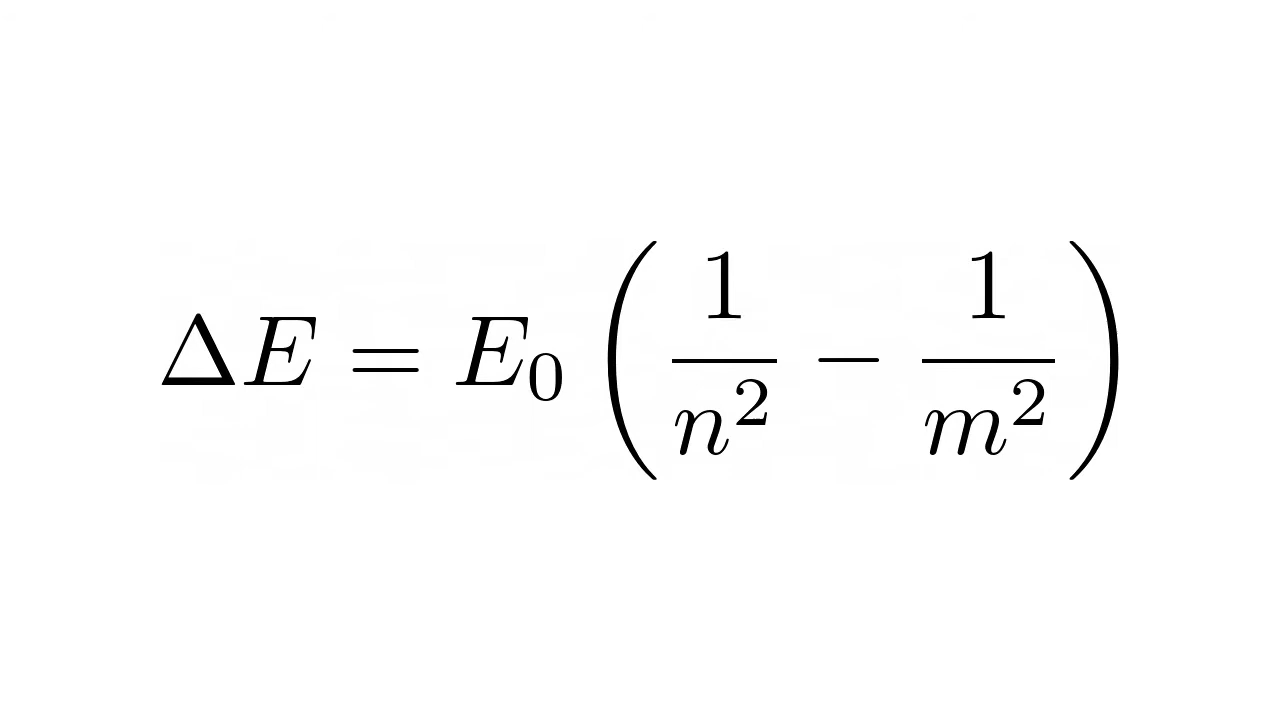 ΔE = E₀ (1/n² − 1/m²)